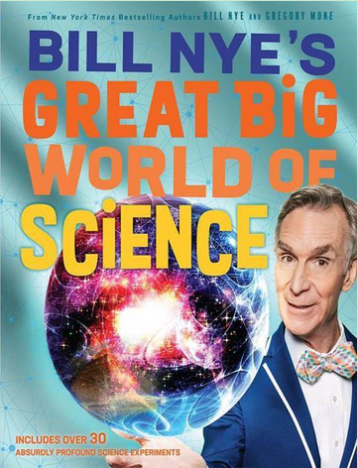 From New York Times Bestselling Authors BILL NYE AND GREGORY MONE
BILL NYE'S
GREAT BiG
WORLD OF
SCiENCE
INCLUDES OVER 30
ABSURDLY PROFOUND SCIENCE EXPERIMENTS